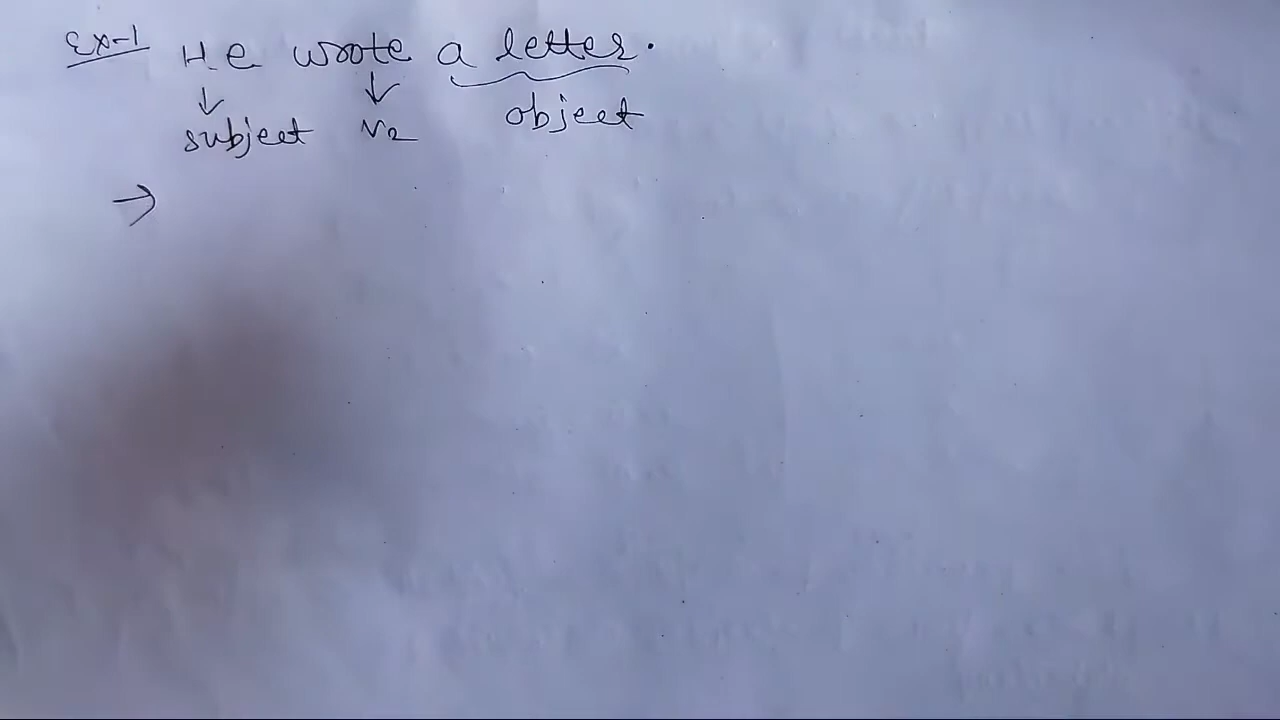 Ex-1 He wrote a letter.
↓ ↓
subject V2 object
→